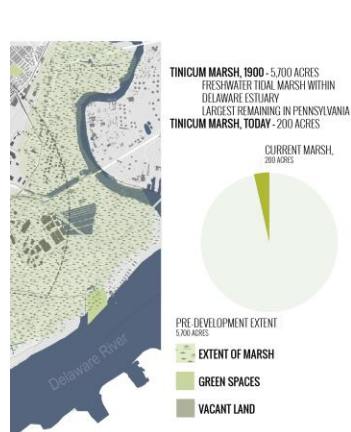 TINICUM MARSH, 1900 - 5,700 ACRES
FRESHWATER TIDAL MARSH WITHIN
DELAWARE ESTUARY
LARGEST REMAINING IN PENNSYLVANIA
TINICUM MARSH, TODAY - 200 ACRES
CURRENT MARSH,
200 ACRES
PRE-DEVELOPMENT EXTENT
5,700 ACRES
EXTENT OF MARSH
GREEN SPACES
VACANT LAND
Delaware River